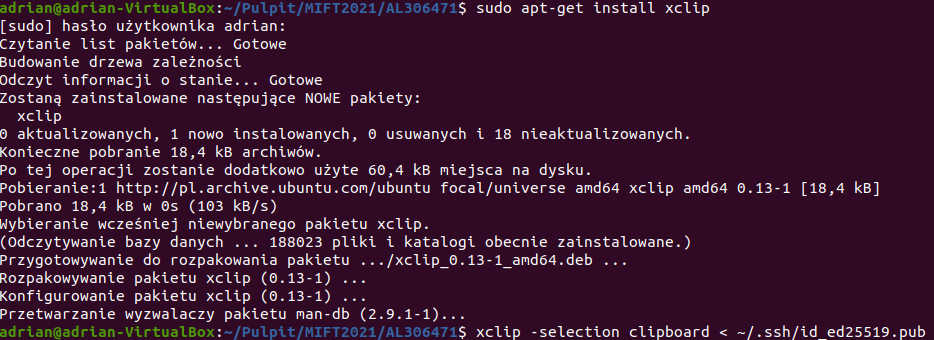 adrian@adrian-VirtualBox:~/Pulpit/MIFT2021/AL306471$ sudo apt-get install xclip
[sudo] hasło użytkownika adrian:
Czytanie list pakietów... Gotowe
Budowanie drzewa zależności
Odczyt informacji o stanie... Gotowe
Zostaną zainstalowane następujące NOWE pakiety:
  xclip
0 aktualizowanych, 1 nowo instalowanych, 0 usuwanych i 18 nieaktualizowanych.
Konieczne pobranie 18,4 kB archiwów.
Po tej operacji zostanie dodatkowo użyte 60,4 kB miejsca na dysku.
Pobieranie:1 http://pl.archive.ubuntu.com/ubuntu focal/universe amd64 xclip amd64 0.13-1 [18,4 kB]
Pobrano 18,4 kB w 0s (103 kB/s)
Wybieranie wcześniej niewybranego pakietu xclip.
(Odczytywanie bazy danych ... 188023 pliki i katalogi obecnie zainstalowane.)
Przygotowywanie do rozpakowania pakietu .../xclip_0.13-1_amd64.deb ...
Rozpakowywanie pakietu xclip (0.13-1) ...
Konfigurowanie pakietu xclip (0.13-1) ...
Przetwarzanie wyzwalaczy pakietu man-db (2.9.1-1)...
adrian@adrian-VirtualBox:~/Pulpit/MIFT2021/AL306471$ xclip -selection clipboard < ~/.ssh/id_ed25519.pub